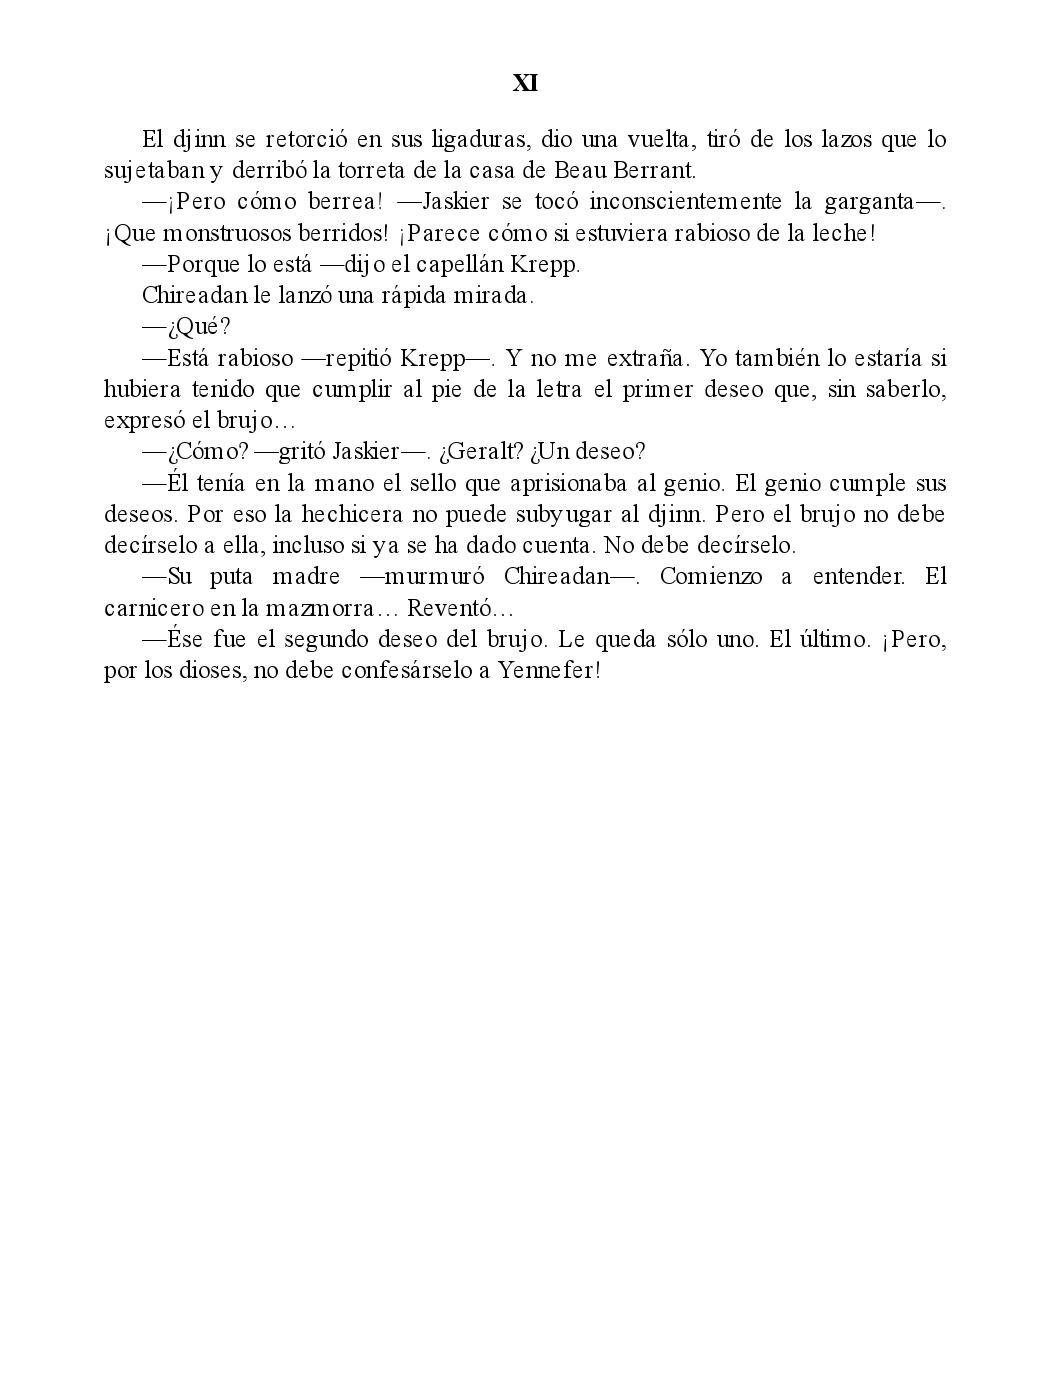 XI
El djinn se retorció en sus ligaduras, dio una vuelta, tiró de los lazos que lo
sujetaban y derribó la torreta de la casa de Beau Berrant.
—¡Pero cómo berrea! —Jaskier se tocó inconscientemente la garganta—.
¡Que monstruosos berridos! ¡Parece cómo si estuviera rabioso de la leche!
—Porque lo está —dijo el capellán Krepp.
Chireadan le lanzó una rápida mirada.
—¿Qué?
—Está rabioso —repitió Krepp—. Y no me extraña. Yo también lo estaría si
hubiera tenido que cumplir al pie de la letra el primer deseo que, sin saberlo,
expresó el brujo…
—¿Cómo? —gritó Jaskier—. ¿Geralt? ¿Un deseo?
—Él tenía en la mano el sello que aprisionaba al genio. El genio cumple sus
deseos. Por eso la hechicera no puede subyugar al djinn. Pero el brujo no debe
decírselo a ella, incluso si ya se ha dado cuenta. No debe decírselo.
—Su puta madre —murmuró Chireadan—. Comienzo a entender. El
carnicero en la mazmorra… Reventó…
—Ése fue el segundo deseo del brujo. Le queda sólo uno. El último. ¡Pero,
por los dioses, no debe confesárselo a Yennefer!